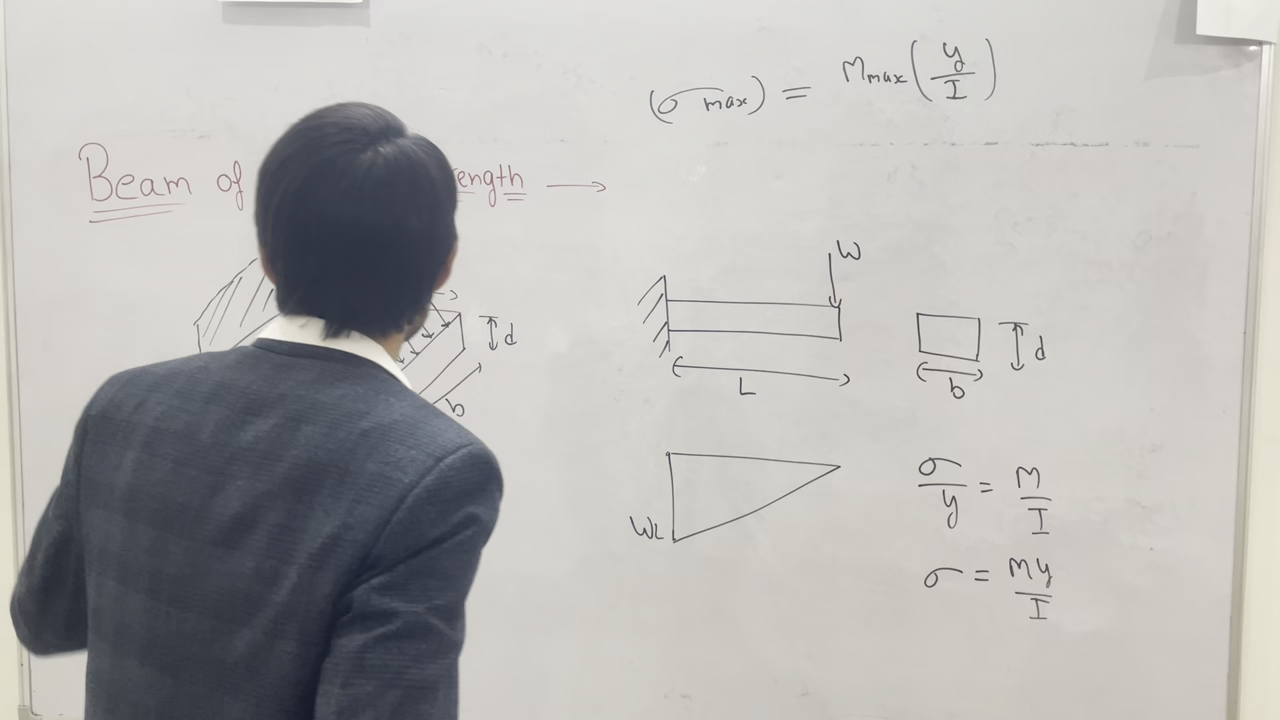 (σ max) = Mmax (y/I)
Beam of ength →
d
b
W
L
d
b
WL
σ/y = M/I
σ = My/I